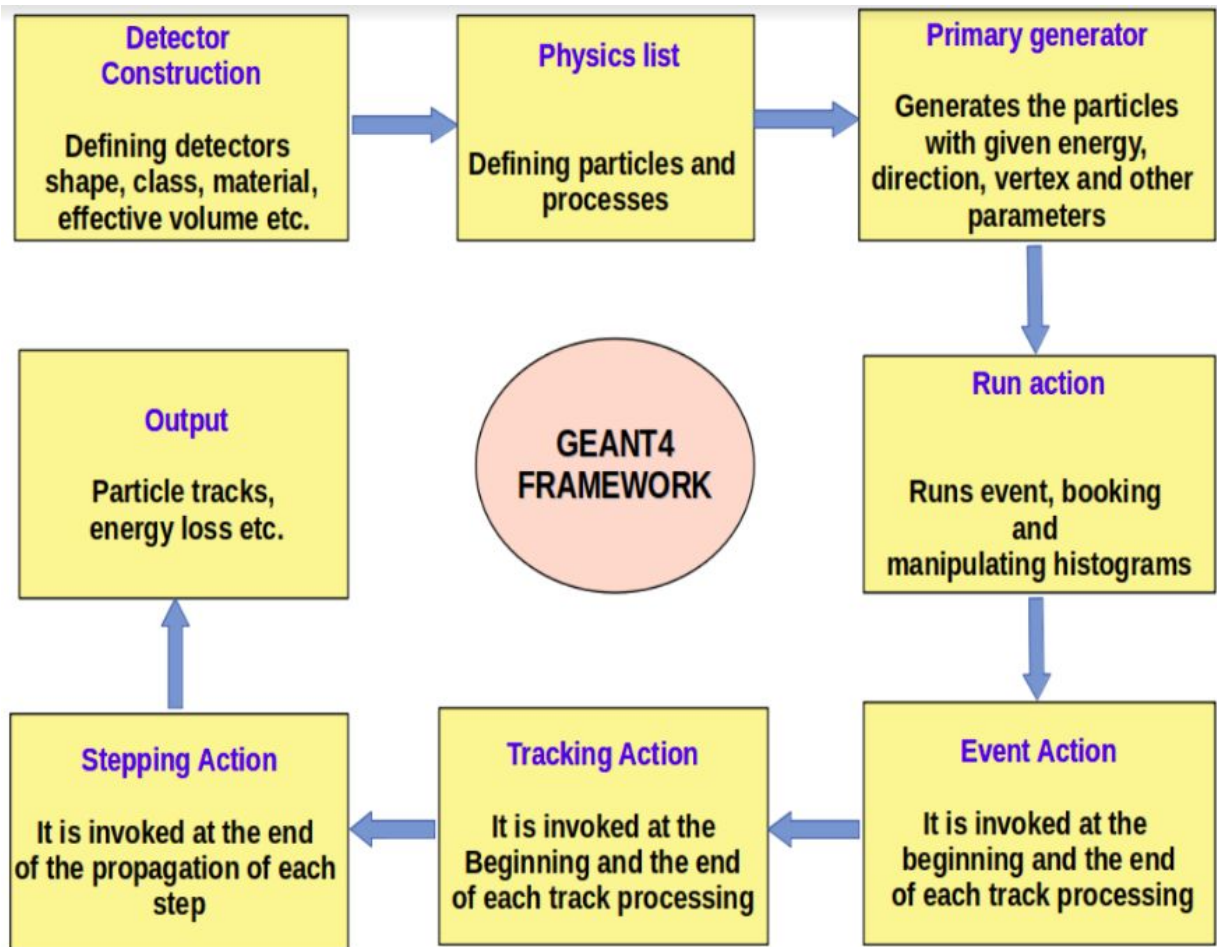 Detector
Construction
Defining detectors
shape, class, material,
effective volume etc.
Physics list
Defining particles and
processes
Primary generator
Generates the particles
with given energy,
direction, vertex and other
parameters
Run action
Runs event, booking
and
manipulating histograms
Event Action
It is invoked at the
beginning and the end
of each track processing
Tracking Action
It is invoked at the
Beginning and the end
of each track processing
Stepping Action
It is invoked at the end
of the propagation of each
step
Output
Particle tracks,
energy loss etc.
GEANT4
FRAMEWORK